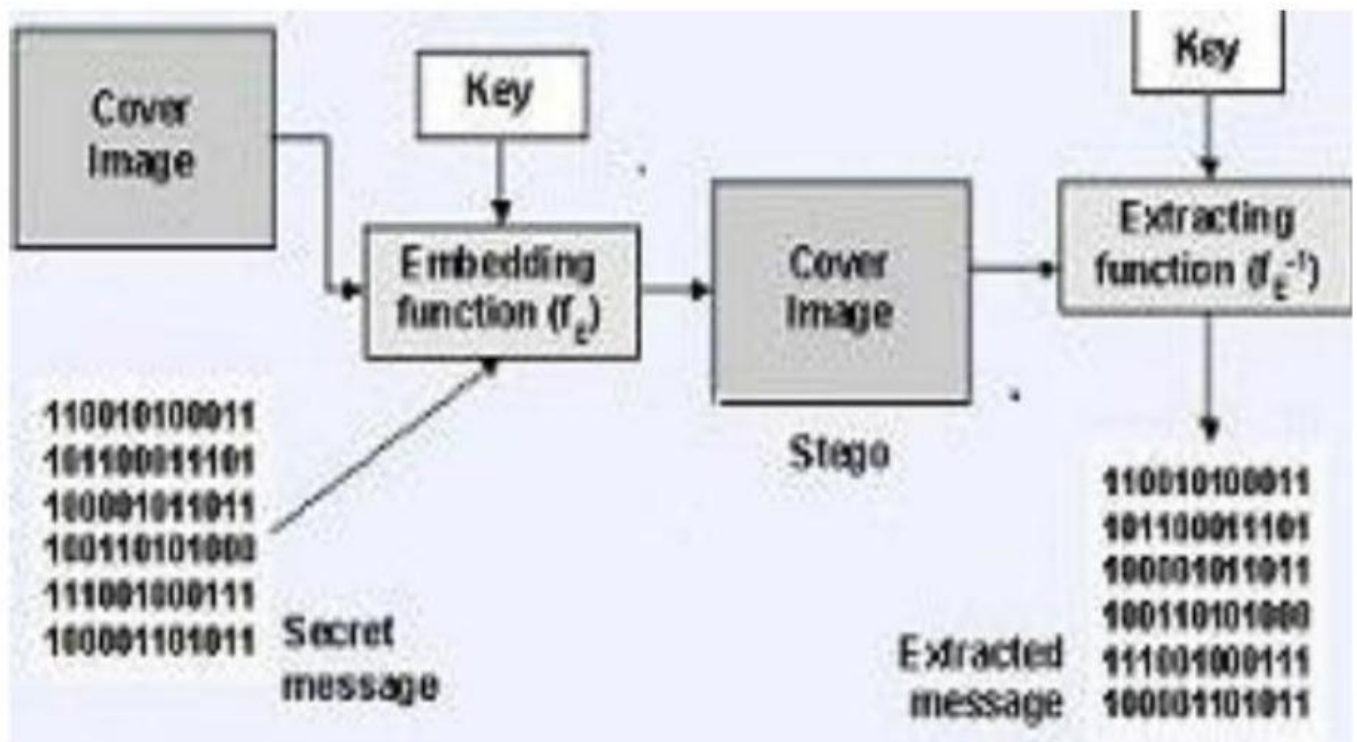 Cover
Image
Key
Embedding
function (fE)
110010100011
101100011101
100001011011
100110101000
111001000111
100001101011
Secret
message
Cover
Image
Stego
Key
Extracting
function (fE-1)
Extracted
message
110010100011
101100011101
100001011011
100110101000
111001000111
100001101011